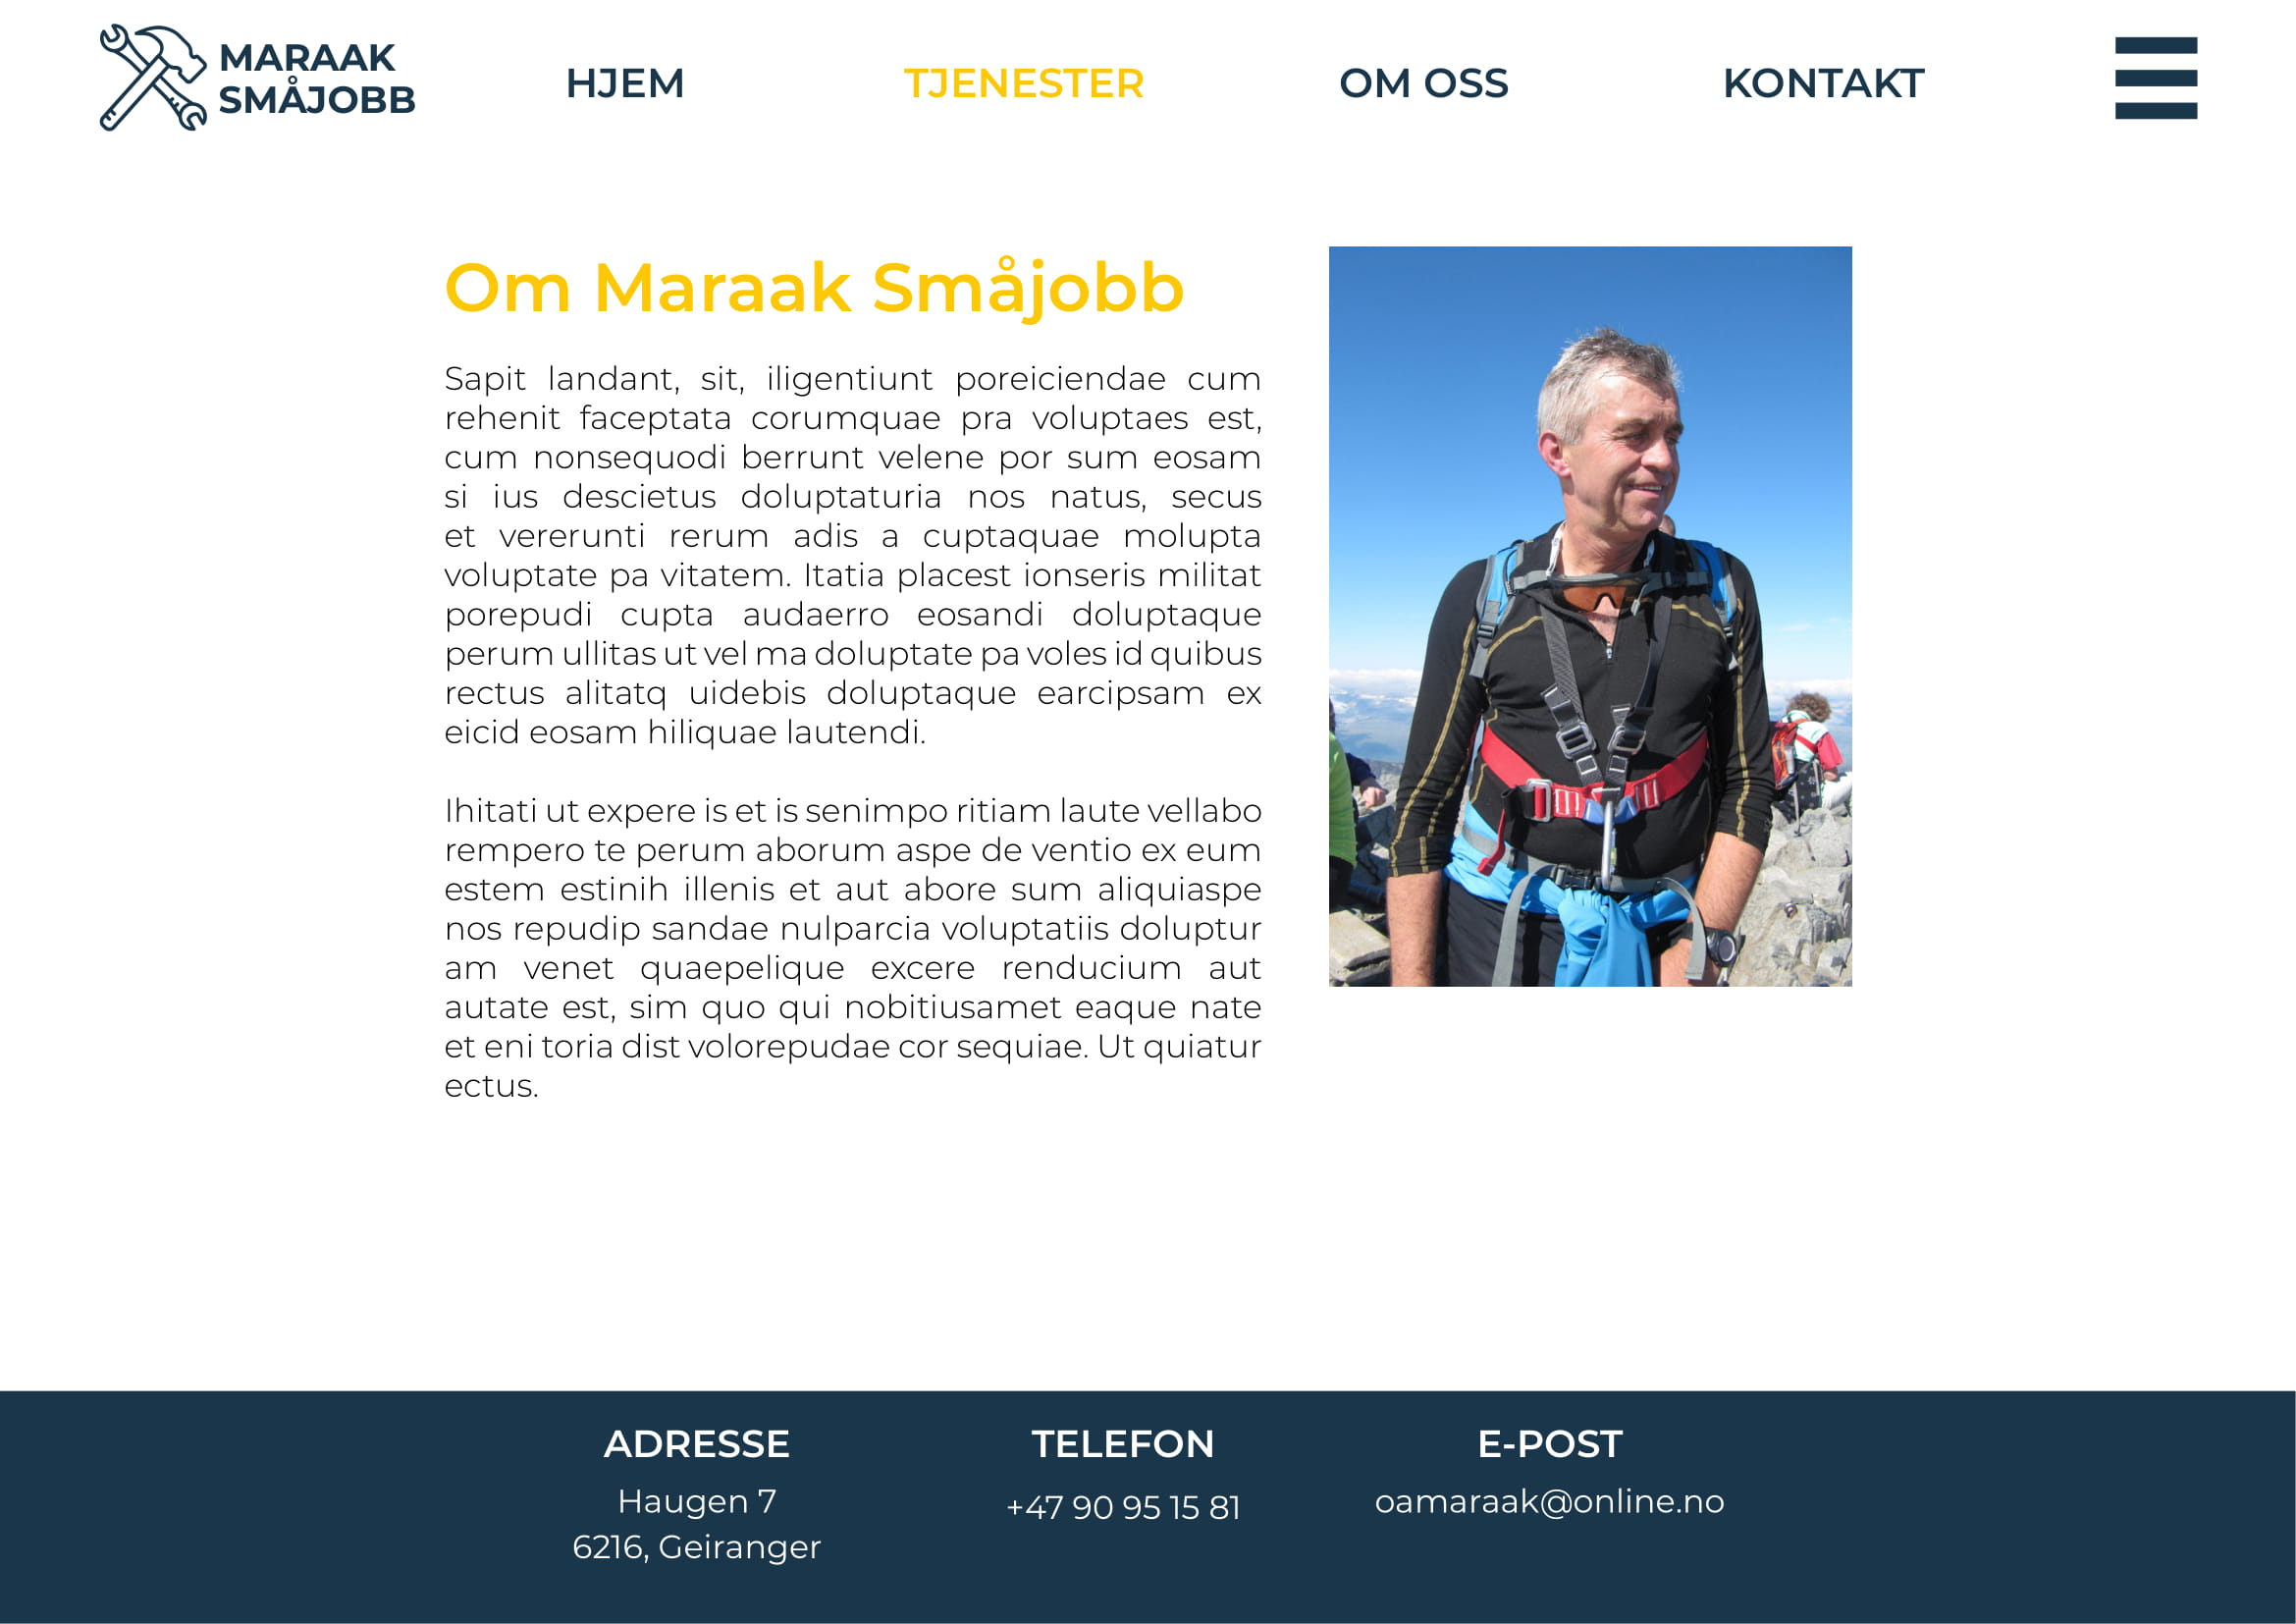 MARAAK
SMÅJOBB
HJEM
TJENESTER
OM OSS
KONTAKT
Om Maraak Småjobb
Sapit landant, sit, iligentiunt poreiciendae cum
rehenit faceptata corumquae pra voluptaes est,
cum nonsequodi berrunt velene por sum eosam
si ius descietus doluptaturia nos natus, secus
et vererunti rerum adis a cuptaquae molupta
voluptate pa vitatem. Itatia placest ionseris militat
porepudi cupta audaerro eosandi doluptaque
perum ullitas ut vel ma doluptate pa voles id quibus
rectus alitatq uidebis doluptaque earcipsam ex
eicid eosam hiliquae lautendi.
Ihitati ut expere is et is senimpo ritiam laute vellabo
rempero te perum aborum aspe de ventio ex eum
estem estinih illenis et aut abore sum aliquiaspe
nos repudip sandae nulparcia voluptatiis doluptur
am venet quaepelique excere renducium aut
autate est, sim quo qui nobitiusamet eaque nate
et eni toria dist volorepudae cor sequiae. Ut quiatur
ectus.
ADRESSE
Haugen 7
6216, Geiranger
TELEFON
+47 90 95 15 81
E-POST
oamaraak@online.no